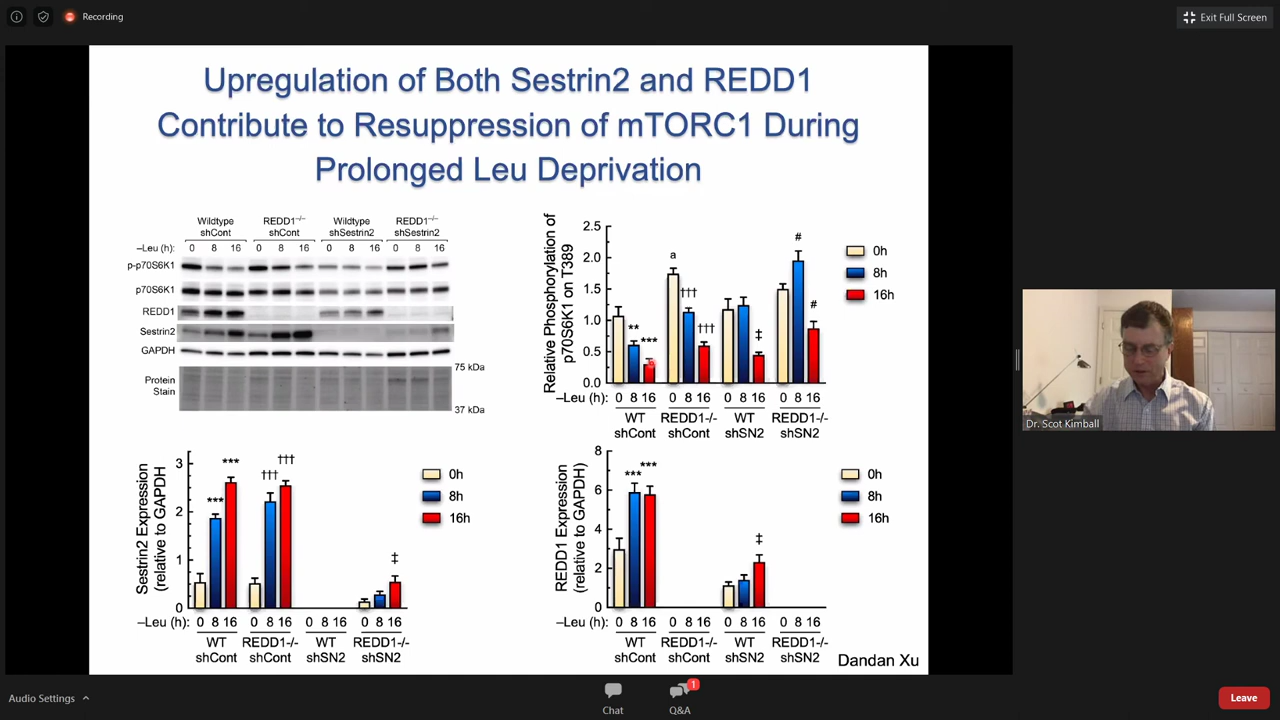 Recording
Exit Full Screen
Upregulation of Both Sestrin2 and REDD1
Contribute to Resuppression of mTORC1 During
Prolonged Leu Deprivation
Wildtype REDD1–/– Wildtype REDD1–/–
shCont shCont shSestrin2 shSestrin2
–Leu (h): 0 8 16 0 8 16 0 8 16 0 8 16
p-p70S6K1
p70S6K1
REDD1
Sestrin2
GAPDH
75 kDa
Protein
Stain
37 kDa
Relative Phosphorylation of
p70S6K1 on T389
2.5
2.0
1.5
1.0
0.5
0.0
** *** a ††† ††† ‡ # #
0h
8h
16h
–Leu (h): 0 8 16 0 8 16 0 8 16 0 8 16
WT REDD1-/- WT REDD1-/-
shCont shCont shSN2 shSN2
Dr. Scot Kimball
Sestrin2 Expression
(relative to GAPDH
3
2
1
0
*** *** ††† ††† ‡
0h
8h
16h
–Leu (h): 0 8 16 0 8 16 0 8 16 0 8 16
WT REDD1-/- WT REDD1-/-
shCont shCont shSN2 shSN2
REDD1 Expression
(relative to GAPDH)
8
6
4
2
0
*** *** ‡
0h
8h
16h
–Leu (h): 0 8 16 0 8 16 0 8 16 0 8 16
WT REDD1-/- WT REDD1-/-
shCont shCont shSN2 shSN2
Dandan Xu
Audio Settings
Chat
1
Q&A
Leave